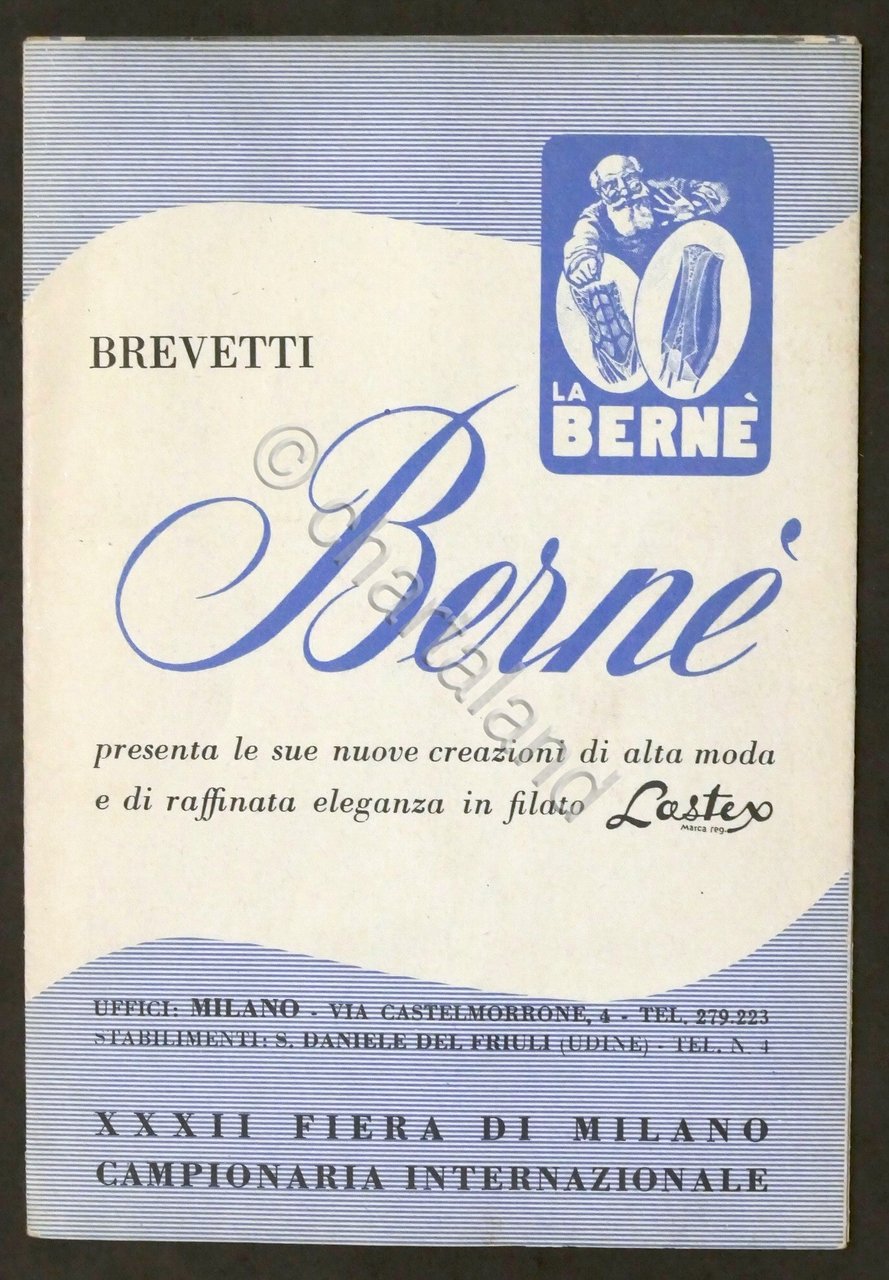 LA
BERNÈ
BREVETTI
Bernè
presenta le sue nuove creazioni di alta moda
e di raffinata eleganza in filato Lastex
Marca reg.
UFFICI: MILANO - VIA CASTELMORRONE, 4 - TEL. 279.223
STABILIMENTI: S. DANIELE DEL FRIULI (UDINE) - TEL. N. 4
XXXII FIERA DI MILANO
CAMPIONARIA INTERNAZIONALE
© chartaland